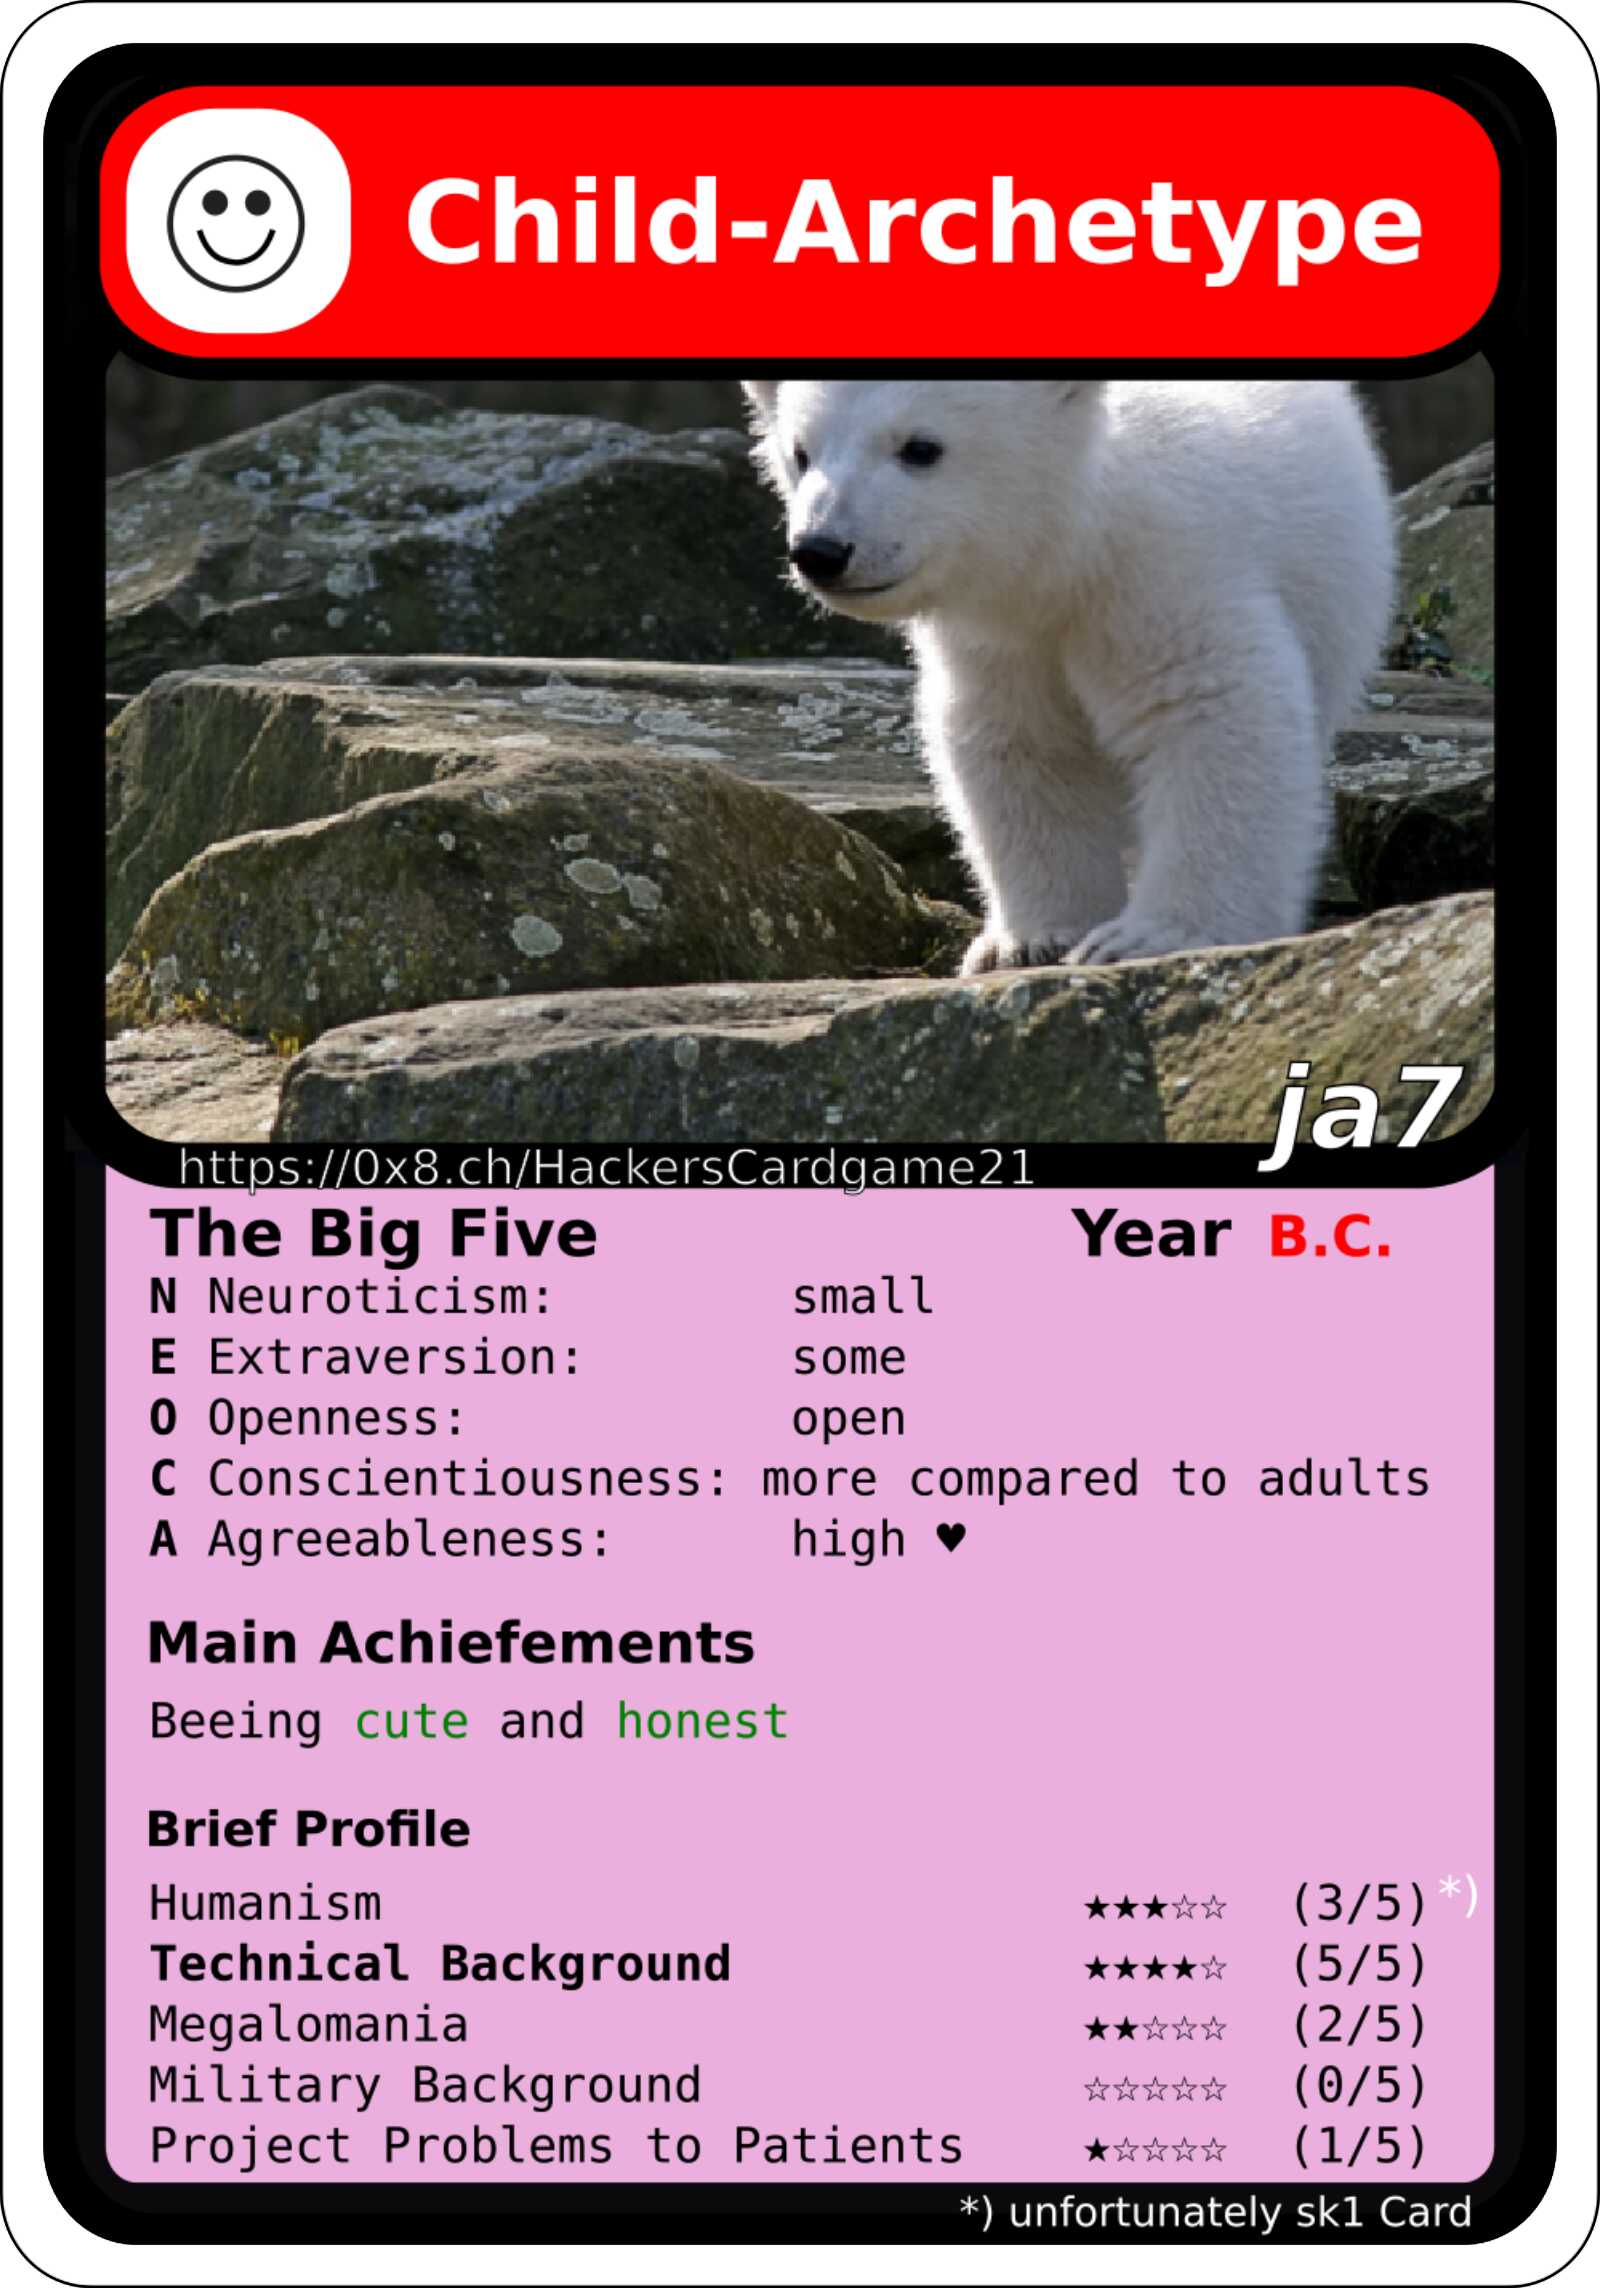 Child-Archetype
ja7
https://0x8.ch/HackersCardgame21
The Big Five Year B.C.
N Neuroticism: small
E Extraversion: some
O Openness: open
C Conscientiousness: more compared to adults
A Agreeableness: high ♥
Main Achiefements
Beeing cute and honest
Brief Profile
Humanism ★★★☆☆ (3/5) *)
Technical Background ★★★★☆ (5/5)
Megalomania ★★☆☆☆ (2/5)
Military Background ☆☆☆☆☆ (0/5)
Project Problems to Patients ★☆☆☆☆ (1/5)
*) unfortunately sk1 Card